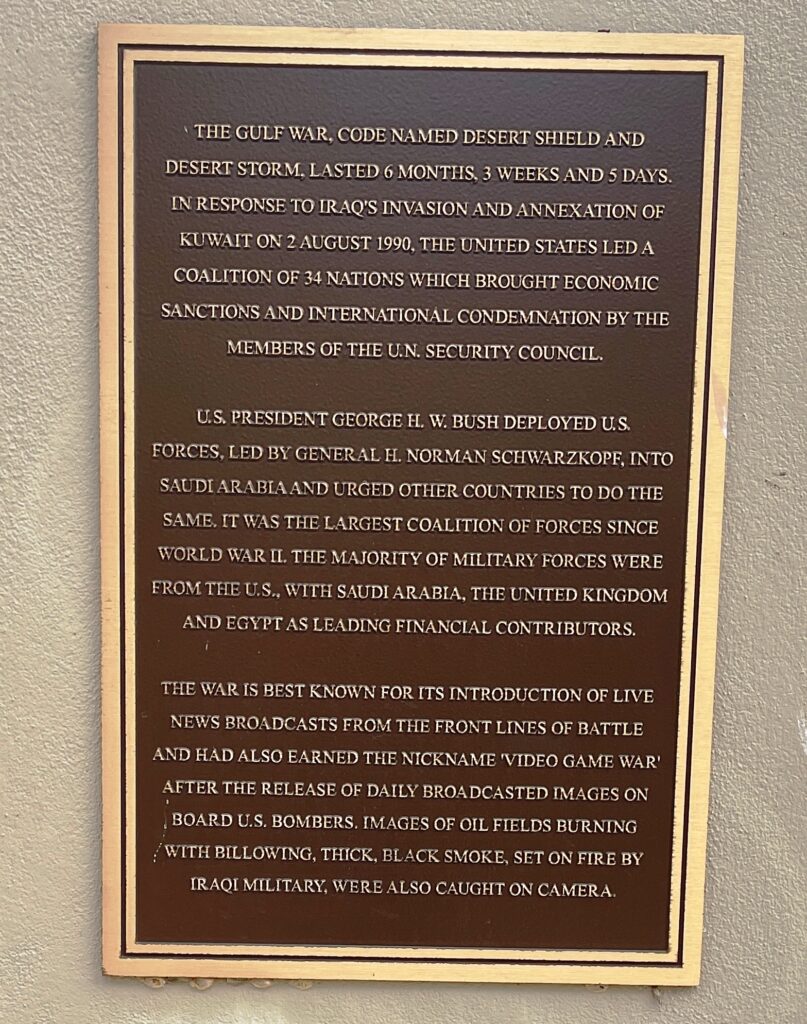 THE GULF WAR, CODE NAMED DESERT SHIELD AND
DESERT STORM, LASTED 6 MONTHS, 3 WEEKS AND 5 DAYS.
IN RESPONSE TO IRAQ'S INVASION AND ANNEXATION OF
KUWAIT ON 2 AUGUST 1990, THE UNITED STATES LED A
COALITION OF 34 NATIONS WHICH BROUGHT ECONOMIC
SANCTIONS AND INTERNATIONAL CONDEMNATION BY THE
MEMBERS OF THE U.N. SECURITY COUNCIL.
U.S. PRESIDENT GEORGE H. W. BUSH DEPLOYED U.S.
FORCES, LED BY GENERAL H. NORMAN SCHWARZKOPF, INTO
SAUDI ARABIA AND URGED OTHER COUNTRIES TO DO THE
SAME. IT WAS THE LARGEST COALITION OF FORCES SINCE
WORLD WAR II. THE MAJORITY OF MILITARY FORCES WERE
FROM THE U.S., WITH SAUDI ARABIA, THE UNITED KINGDOM
AND EGYPT AS LEADING FINANCIAL CONTRIBUTORS.
THE WAR IS BEST KNOWN FOR ITS INTRODUCTION OF LIVE
NEWS BROADCASTS FROM THE FRONT LINES OF BATTLE
AND HAD ALSO EARNED THE NICKNAME 'VIDEO GAME WAR'
AFTER THE RELEASE OF DAILY BROADCASTED IMAGES ON
BOARD U.S. BOMBERS. IMAGES OF OIL FIELDS BURNING
WITH BILLOWING, THICK, BLACK SMOKE, SET ON FIRE BY
IRAQI MILITARY, WERE ALSO CAUGHT ON CAMERA.